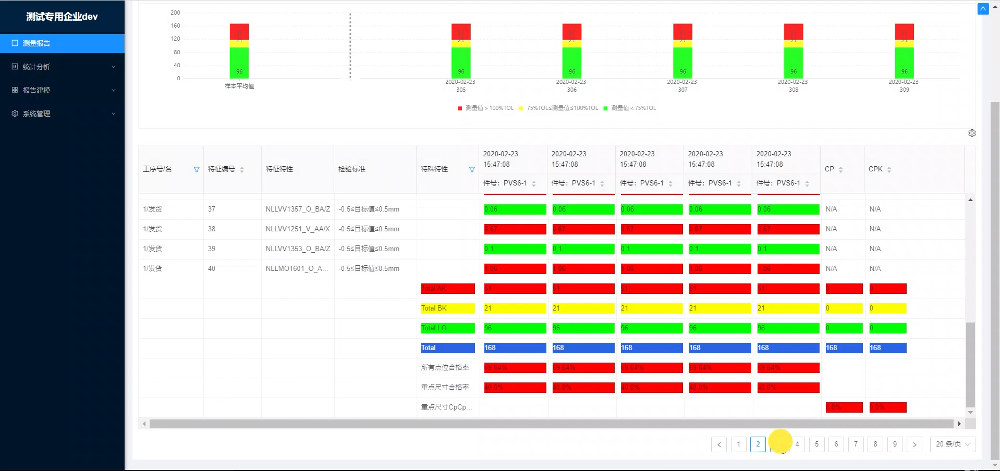 测试专用企业dev
测量报告
统计分析
报告建模
系统管理
200
160
120
80
40
0
21
96
样本平均值
21
96
2020-02-23
305
21
96
2020-02-23
306
21
96
2020-02-23
307
21
96
2020-02-23
308
21
96
2020-02-23
309
测量值＞100%TOL 75%TOL≤测量值≤100%TOL 测量值＜75%TOL
工序号/名 特征编号 特征特性 检验标准 特殊特性 2020-02-23 15:47:08 2020-02-23 15:47:08 2020-02-23 15:47:08 2020-02-23 15:47:08 2020-02-23 15:47:08 CP CPK
件号：PVS6-1 件号：PVS6-1 件号：PVS6-1 件号：PVS6-1 件号：PVS6-1
1/发货 37 NLLVV1357_O_BA/Z -0.5≤目标值≤0.5mm 0.06 0.06 0.06 0.06 0.06 N/A N/A
1/发货 38 NLLVV1251_V_AA/X -0.5≤目标值≤0.5mm 0.67 0.67 0.67 0.67 0.67 N/A N/A
1/发货 39 NLLVV1353_O_BA/Z -0.5≤目标值≤0.5mm 0.1 0.1 0.1 0.1 0.1 N/A N/A
1/发货 40 NLLMO1601_O_A... -0.5≤目标值≤0.5mm 1.06 1.06 1.06 1.06 1.06 N/A N/A
Total AK 51 51 51 51 51 0 0
Total BK 21 21 21 21 21 0 0
Total I.O 96 96 96 96 96 0 0
Total 168 168 168 168 168 168 168
所有点位合格率 69.64% 69.64% 69.64% 69.64% 69.64%
重点尺寸合格率 40.0% 40.0% 40.0% 40.0% 40.0%
重点尺寸CpCp... 0.0% 0.0%
< 1 2 4 5 6 7 8 9 > 20 条/页